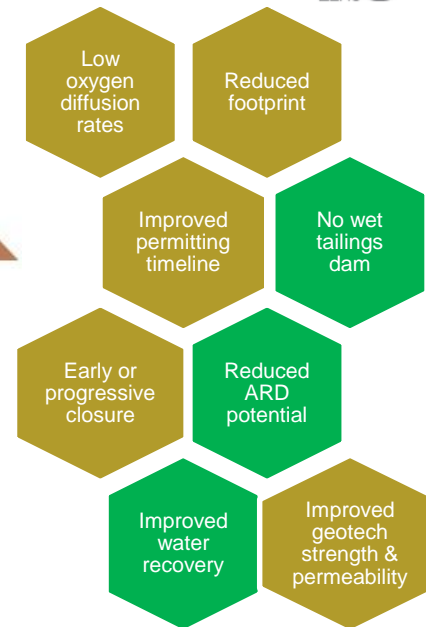 Low
oxygen
diffusion
rates
Reduced
footprint
Improved
permitting
timeline
No wet
tailings
dam
Early or
progressive
closure
Reduced
ARD
potential
Improved
water
recovery
Improved
geotech
strength &
permeability